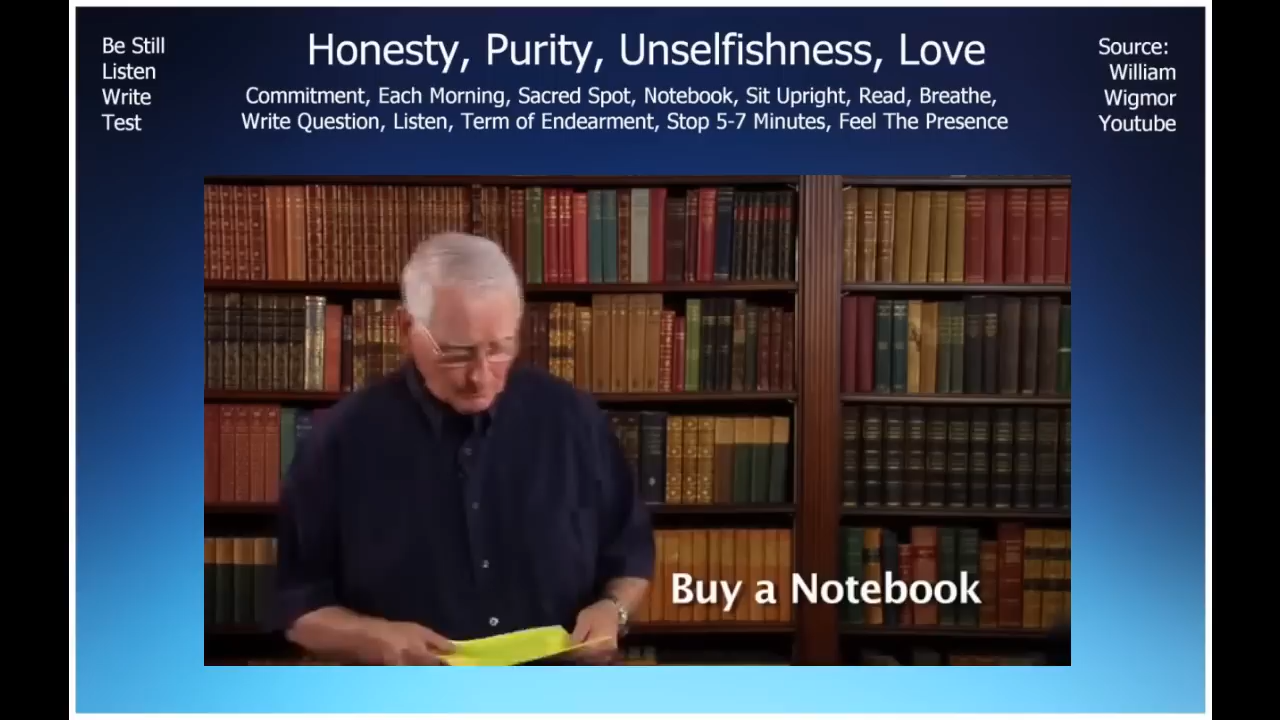 Be Still
Listen
Write
Test
Honesty, Purity, Unselfishness, Love
Commitment, Each Morning, Sacred Spot, Notebook, Sit Upright, Read, Breathe,
Write Question, Listen, Term of Endearment, Stop 5-7 Minutes, Feel The Presence
Source:
William
Wigmor
Youtube
Buy a Notebook